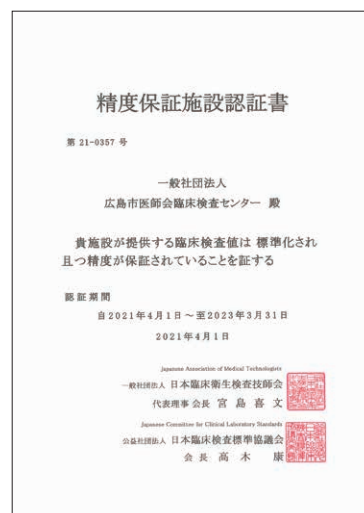 精度保証施設認証書
第 21-0357 号
一般社団法人
広島市医師会臨床検査センター 殿
貴施設が提供する臨床検査値は 標準化され
且つ精度が保証されていることを証する
認証期間
自2021年4月1日～至2023年3月31日
2021年4月1日
Japanese Association of Medical Technologists
一般社団法人 日本臨床衛生検査技師会
代表理事会長 宮島喜文
Japanese Committee for Clinical Laboratory Standards
公益社団法人 日本臨床検査標準協議会
会長 高木 康